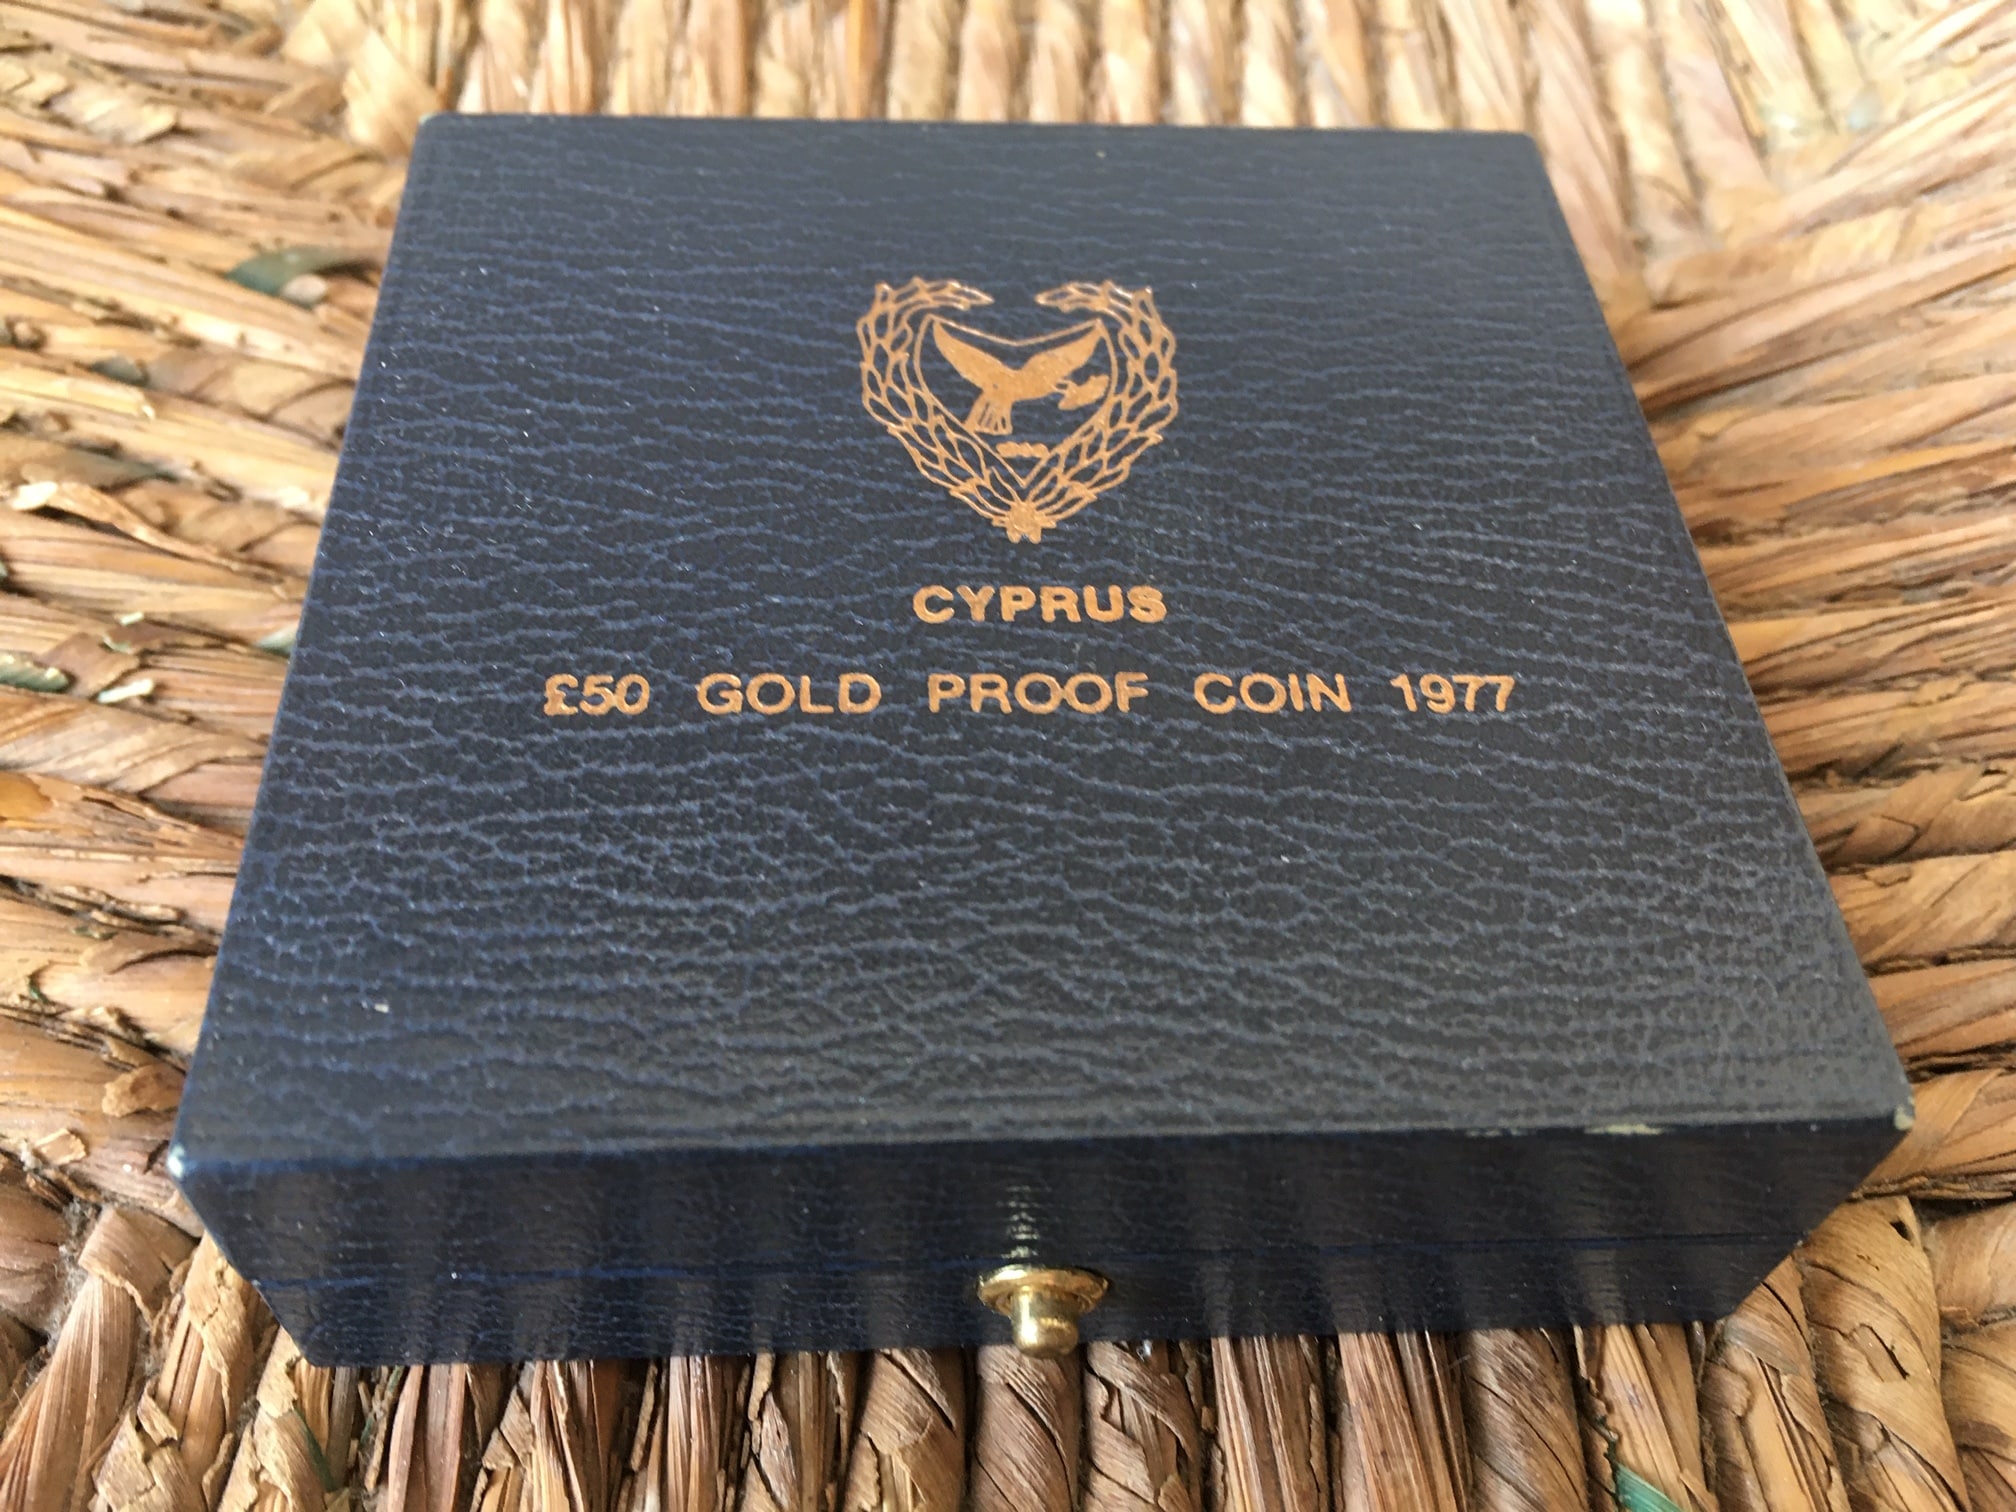 CYPRUS
£50 GOLD PROOF COIN 1977